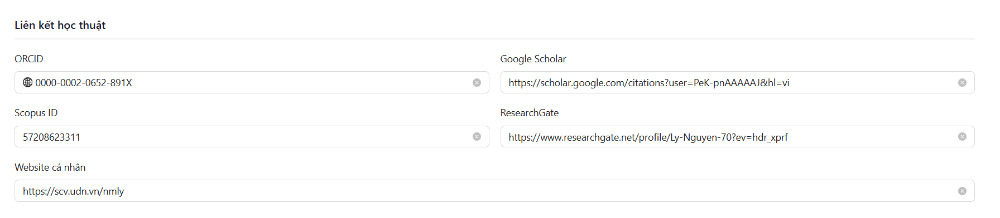 Liên kết học thuật
ORCID
0000-0002-0652-891X
Google Scholar
https://scholar.google.com/citations?user=PeK-pnAAAAAJ&hl=vi
Scopus ID
57208623311
ResearchGate
https://www.researchgate.net/profile/Ly-Nguyen-70?ev=hdr_xprf
Website cá nhân
https://scv.udn.vn/nmly